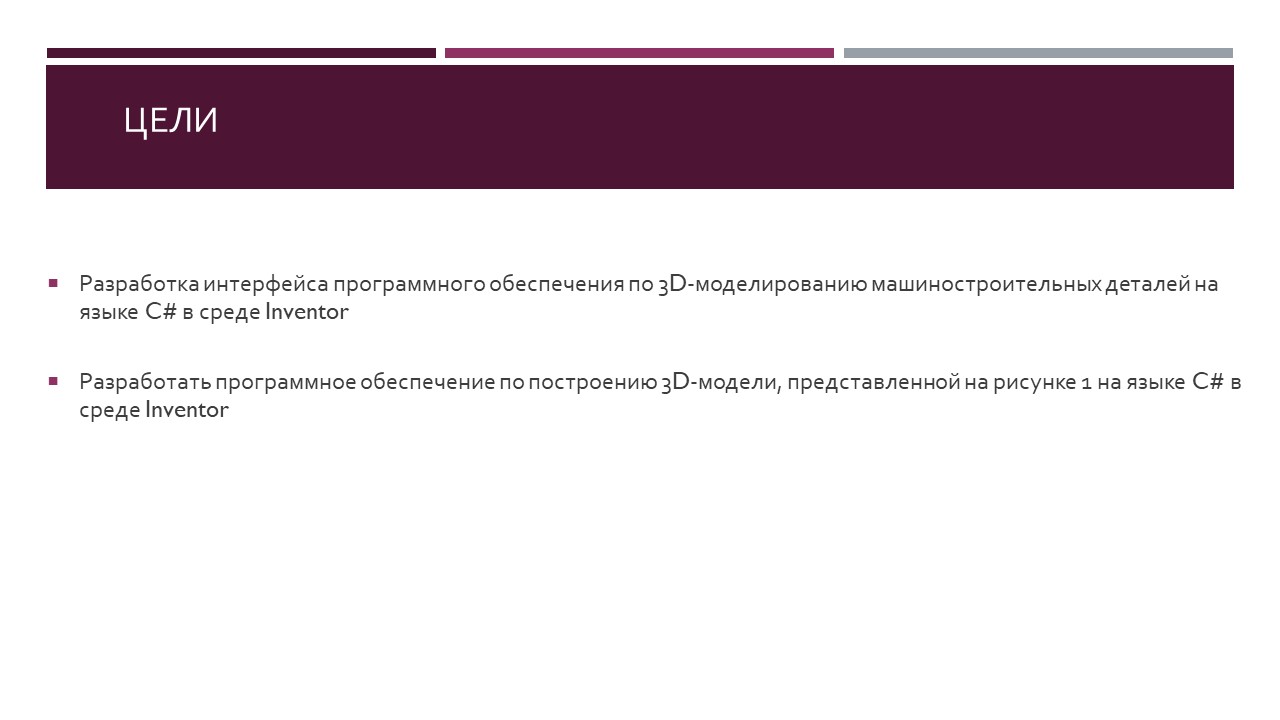 ЦЕЛИ
Разработка интерфейса программного обеспечения по 3D-моделированию машиностроительных деталей на
языке C# в среде Inventor
Разработать программное обеспечение по построению 3D-модели, представленной на рисунке 1 на языке C# в
среде Inventor